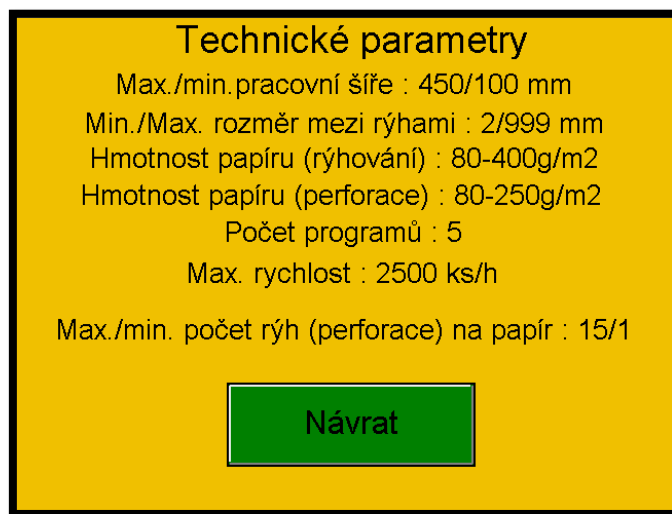 Technické parametry
Max./min.pracovní šíře : 450/100 mm
Min./Max. rozměr mezi rýhami : 2/999 mm
Hmotnost papíru (rýhování) : 80-400g/m2
Hmotnost papíru (perforace) : 80-250g/m2
Počet programů : 5
Max. rychlost : 2500 ks/h
Max./min. počet rýh (perforace) na papír : 15/1
Návrat